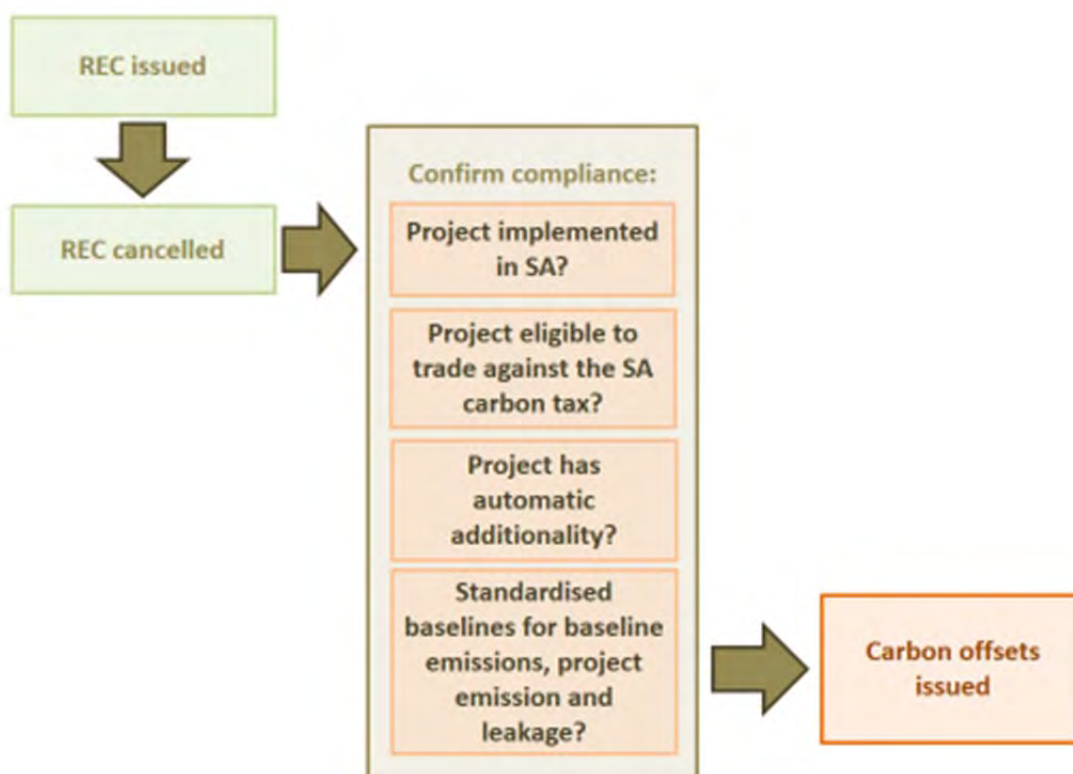 REC issued
REC cancelled
Confirm compliance:
Project implemented
in SA?
Project eligible to
trade against the SA
carbon tax?
Project has
automatic
additionality?
Standardised
baselines for baseline
emissions, project
emission and
leakage?
Carbon offsets
issued